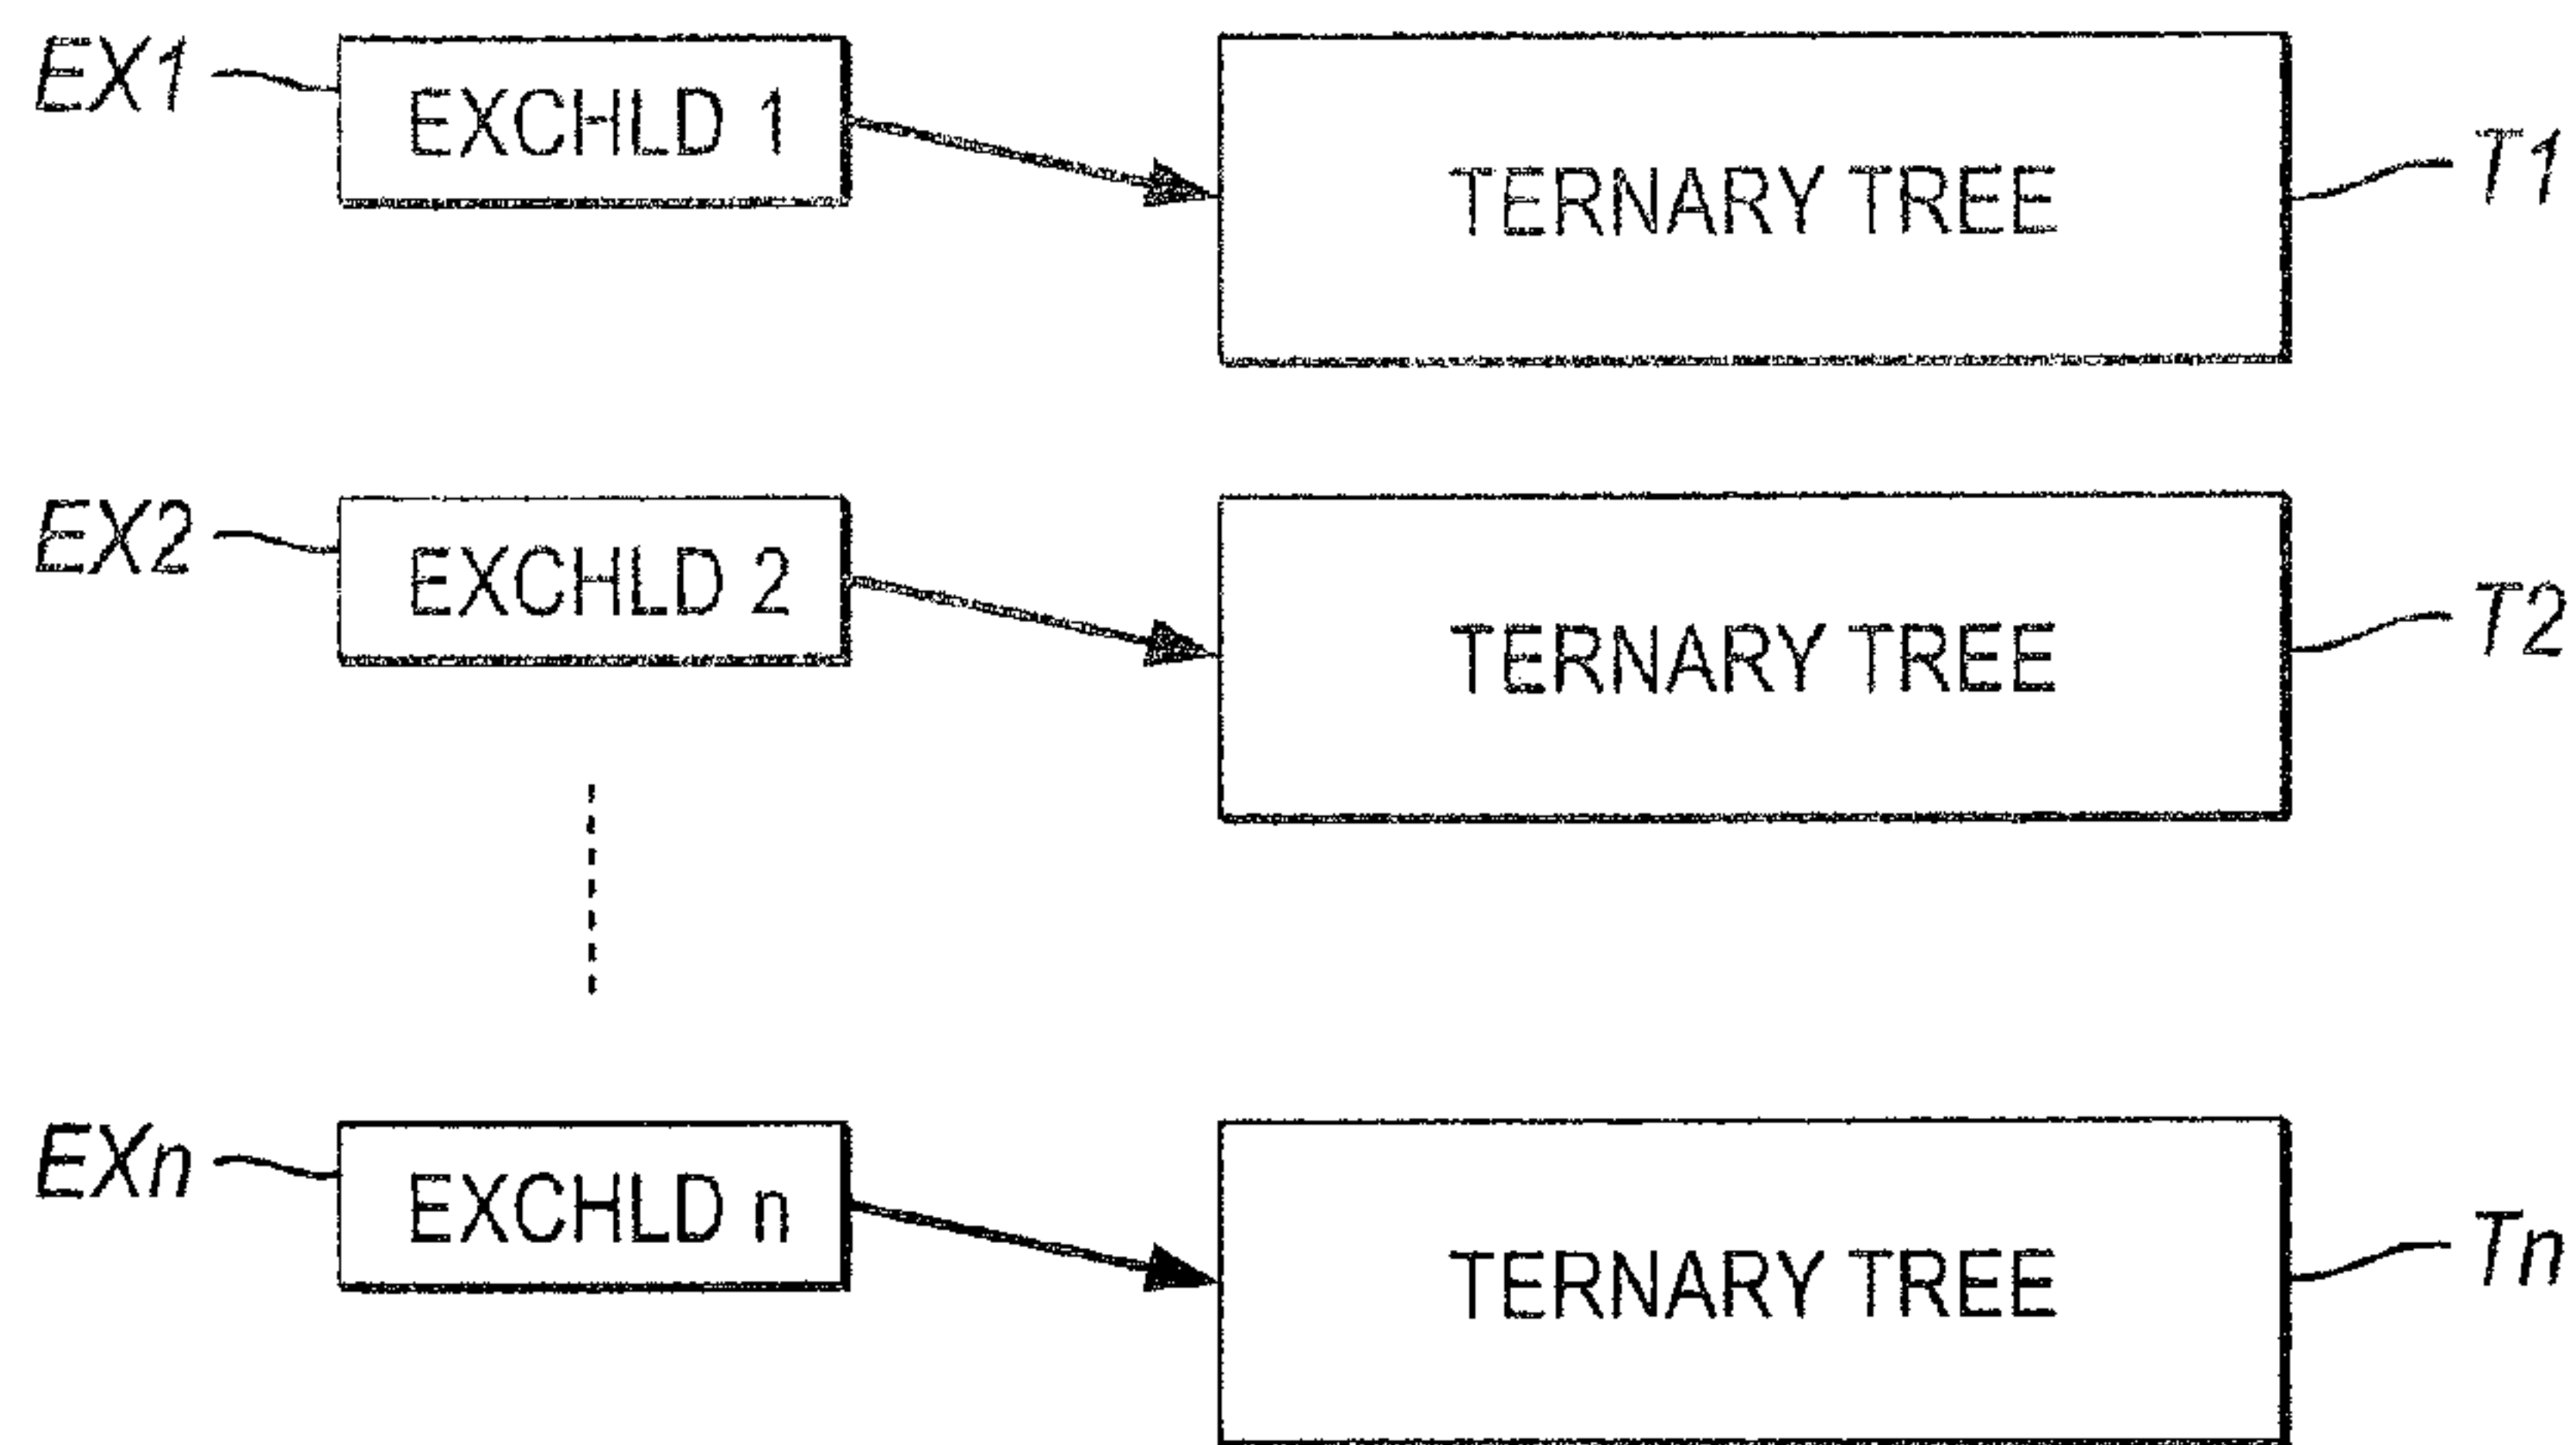 EX1
EXCHLD 1
TERNARY TREE
T1
EX2
EXCHLD 2
TERNARY TREE
T2
EXn
EXCHLD n
TERNARY TREE
Tn